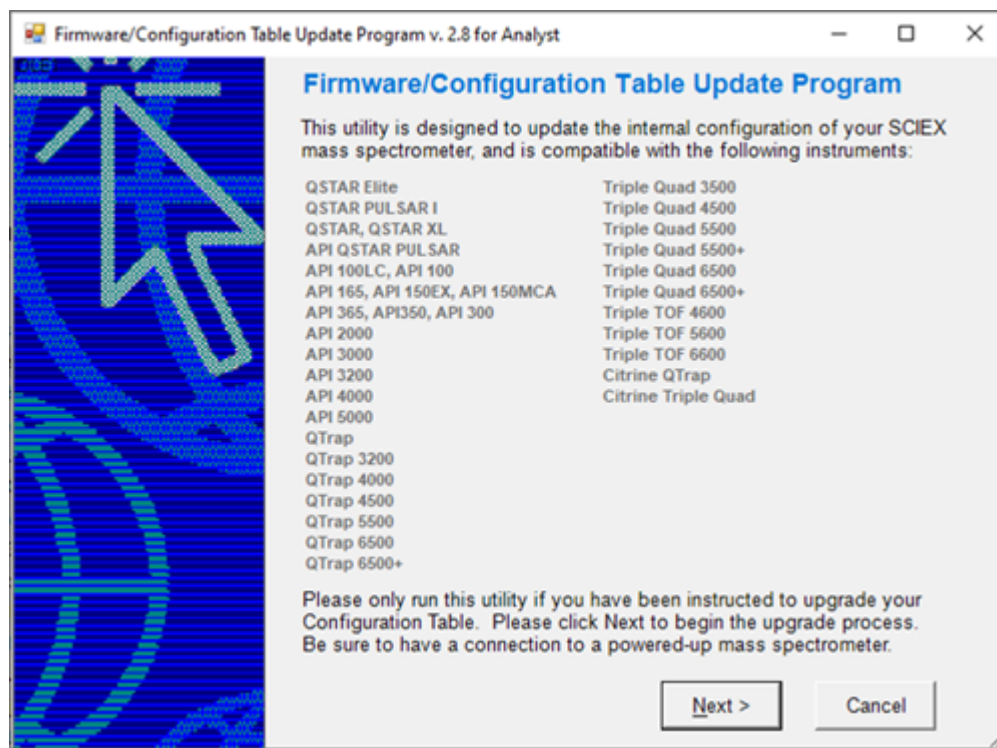 Firmware/Configuration Table Update Program v. 2.8 for Analyst
Firmware/Configuration Table Update Program
This utility is designed to update the internal configuration of your SCIEX
mass spectrometer, and is compatible with the following instruments:
QSTAR Elite
QSTAR PULSAR I
QSTAR, QSTAR XL
API QSTAR PULSAR
API 100LC, API 100
API 165, API 150EX, API 150MCA
API 365, API350, API 300
API 2000
API 3000
API 3200
API 4000
API 5000
QTrap
QTrap 3200
QTrap 4000
QTrap 4500
QTrap 5500
QTrap 6500
QTrap 6500+
Triple Quad 3500
Triple Quad 4500
Triple Quad 5500
Triple Quad 5500+
Triple Quad 6500
Triple Quad 6500+
Triple TOF 4600
Triple TOF 5600
Triple TOF 6600
Citrine QTrap
Citrine Triple Quad
Please only run this utility if you have been instructed to upgrade your
Configuration Table.  Please click Next to begin the upgrade process.
Be sure to have a connection to a powered-up mass spectrometer.
Next >
Cancel